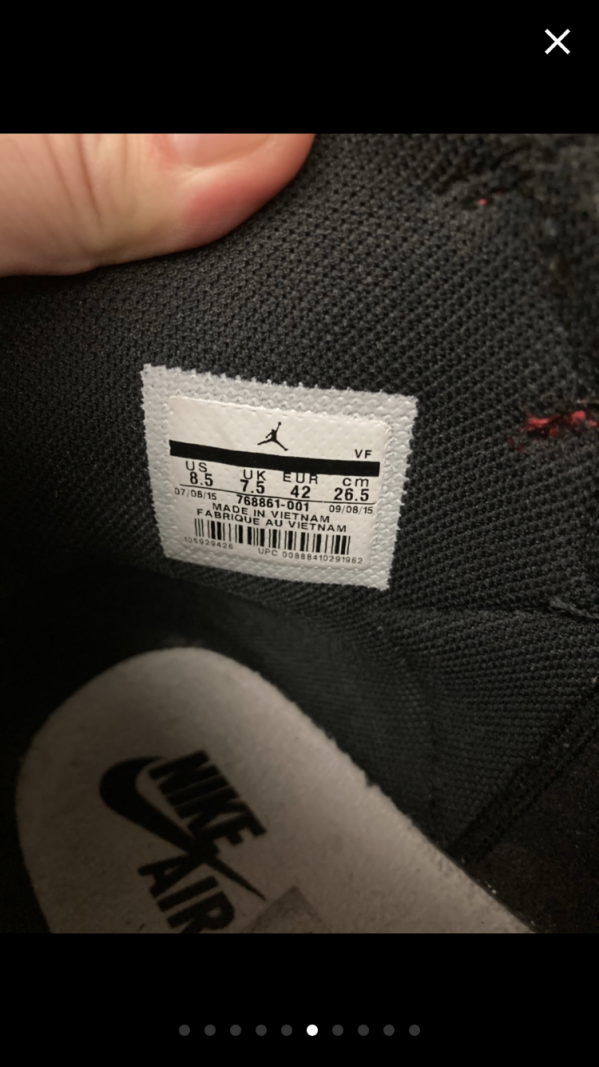 VF
US UK EUR cm
8.5 7.5 42 26.5
07/08/15 768861-001 09/08/15
MADE IN VIETNAM
FABRIQUE AU VIETNAM
UPC 00888410291962
NIKE
AIR